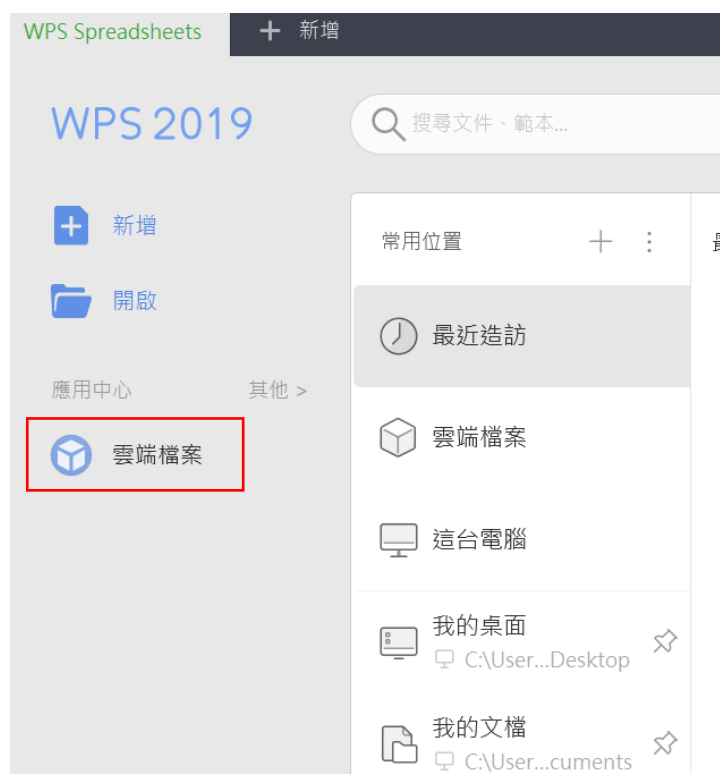 WPS Spreadsheets
新增
WPS 2019
搜尋文件、範本...
新增
開啟
應用中心
其他 >
雲端檔案
常用位置
最近造訪
雲端檔案
這台電腦
我的桌面
C:\User...Desktop
我的文檔
C:\User...cuments